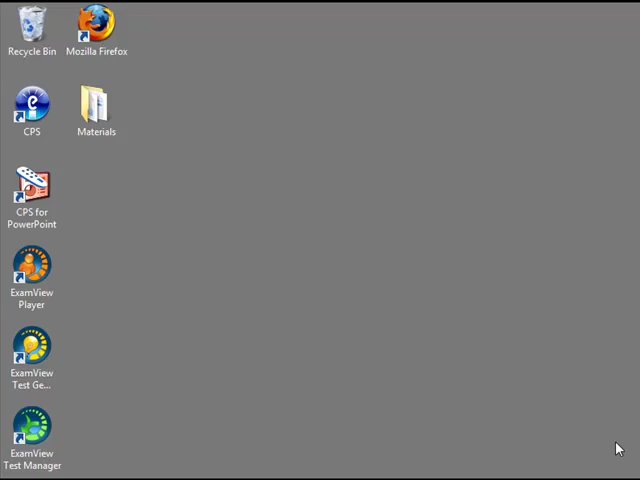 Recycle Bin
Mozilla Firefox
CPS
Materials
CPS for
PowerPoint
ExamView
Player
ExamView
Test Ge...
ExamView
Test Manager